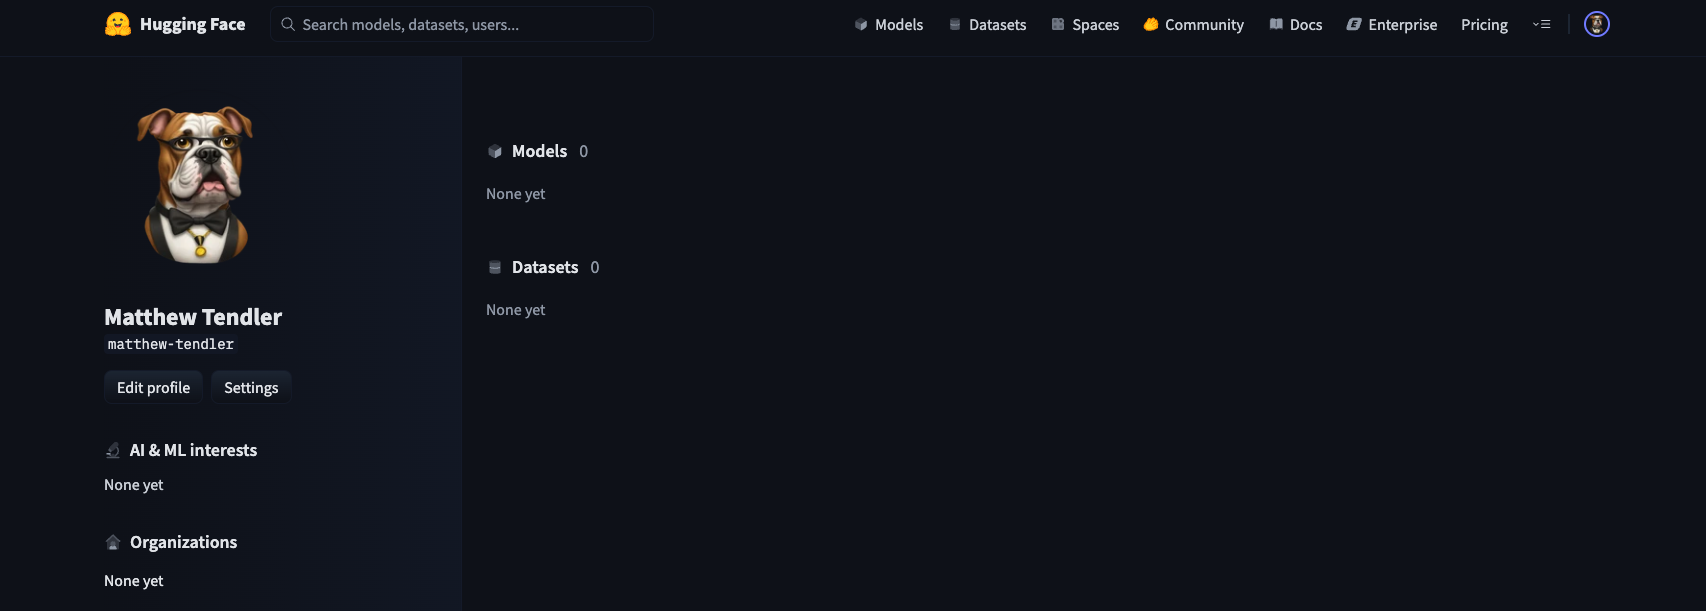 Hugging Face
Search models, datasets, users...
Models
Datasets
Spaces
Community
Docs
Enterprise
Pricing
Matthew Tendler
matthew-tendler
Edit profile
Settings
AI & ML interests
None yet
Organizations
None yet
Models 0
None yet
Datasets 0
None yet